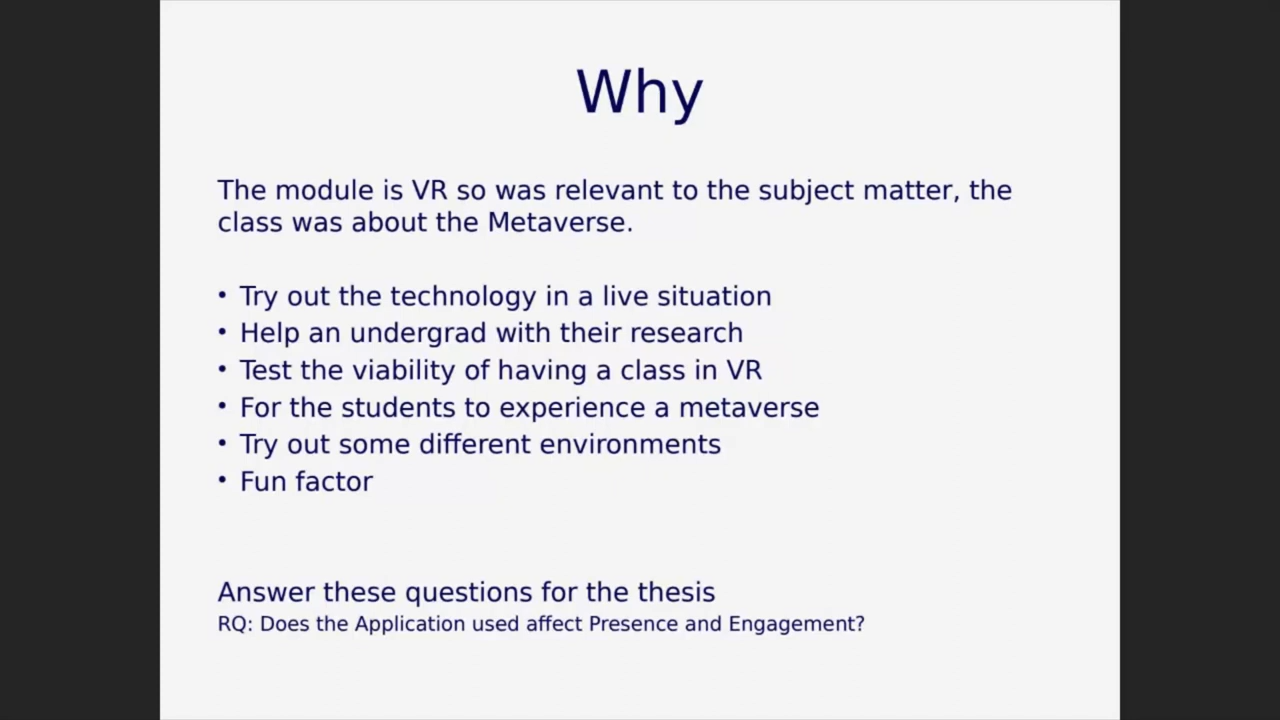 Why
The module is VR so was relevant to the subject matter, the
class was about the Metaverse.
• Try out the technology in a live situation
• Help an undergrad with their research
• Test the viability of having a class in VR
• For the students to experience a metaverse
• Try out some different environments
• Fun factor
Answer these questions for the thesis
RQ: Does the Application used affect Presence and Engagement?